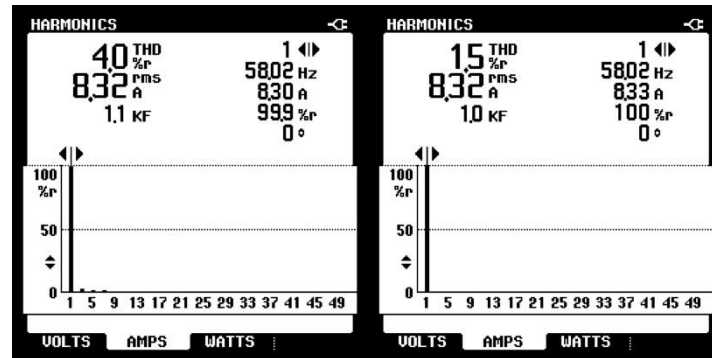 HARMONICS
4.0 THD %r
8.32 rms A
1.1 KF
1
58.02 Hz
8.30 A
99.9 %r
0 °
100
%r
50
0
1 5 9 13 17 21 25 29 33 37 41 45 49
VOLTS AMPS WATTS
HARMONICS
1.5 THD %r
8.32 rms A
1.0 KF
1
58.02 Hz
8.33 A
100 %r
0 °
100
%r
50
0
1 5 9 13 17 21 25 29 33 37 41 45 49
VOLTS AMPS WATTS